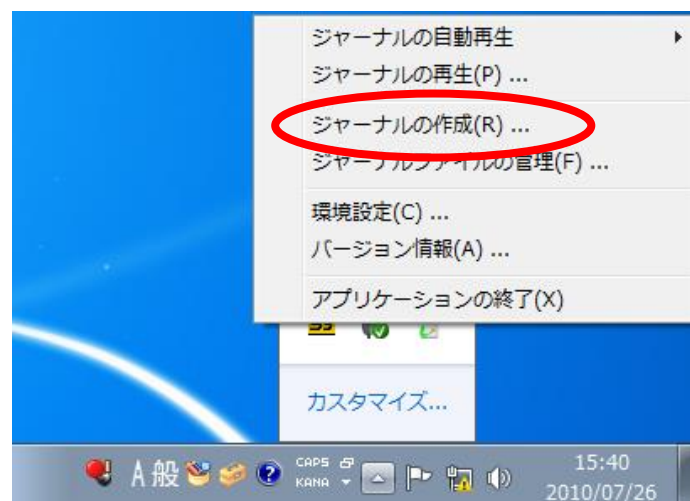 ジャーナルの自動再生
ジャーナルの再生(P) ...
ジャーナルの作成(R) ...
ジャーナルファイルの管理(F) ...
環境設定(C) ...
バージョン情報(A) ...
アプリケーションの終了(X)
カスタマイズ...
A般
CAPS
KANA
15:40
2010/07/26